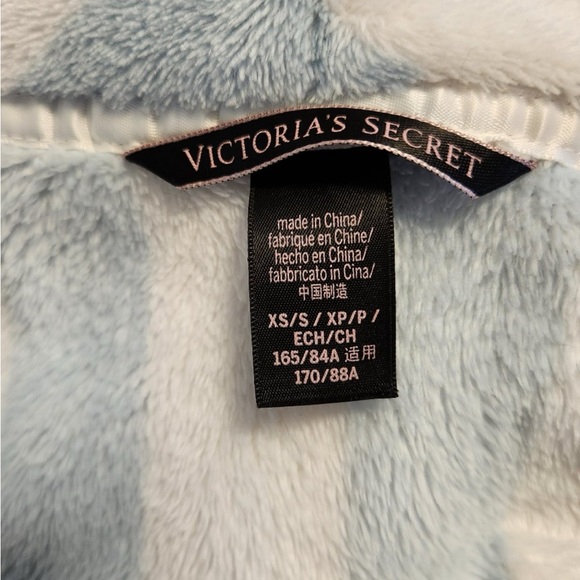 VICTORIA'S SECRET
made in China/
fabriqué en Chine/
hecho en China/
fabbricato in Cina/
中国制造
XS/S / XP/P /
ECH/CH
165/84A 适用
170/88A